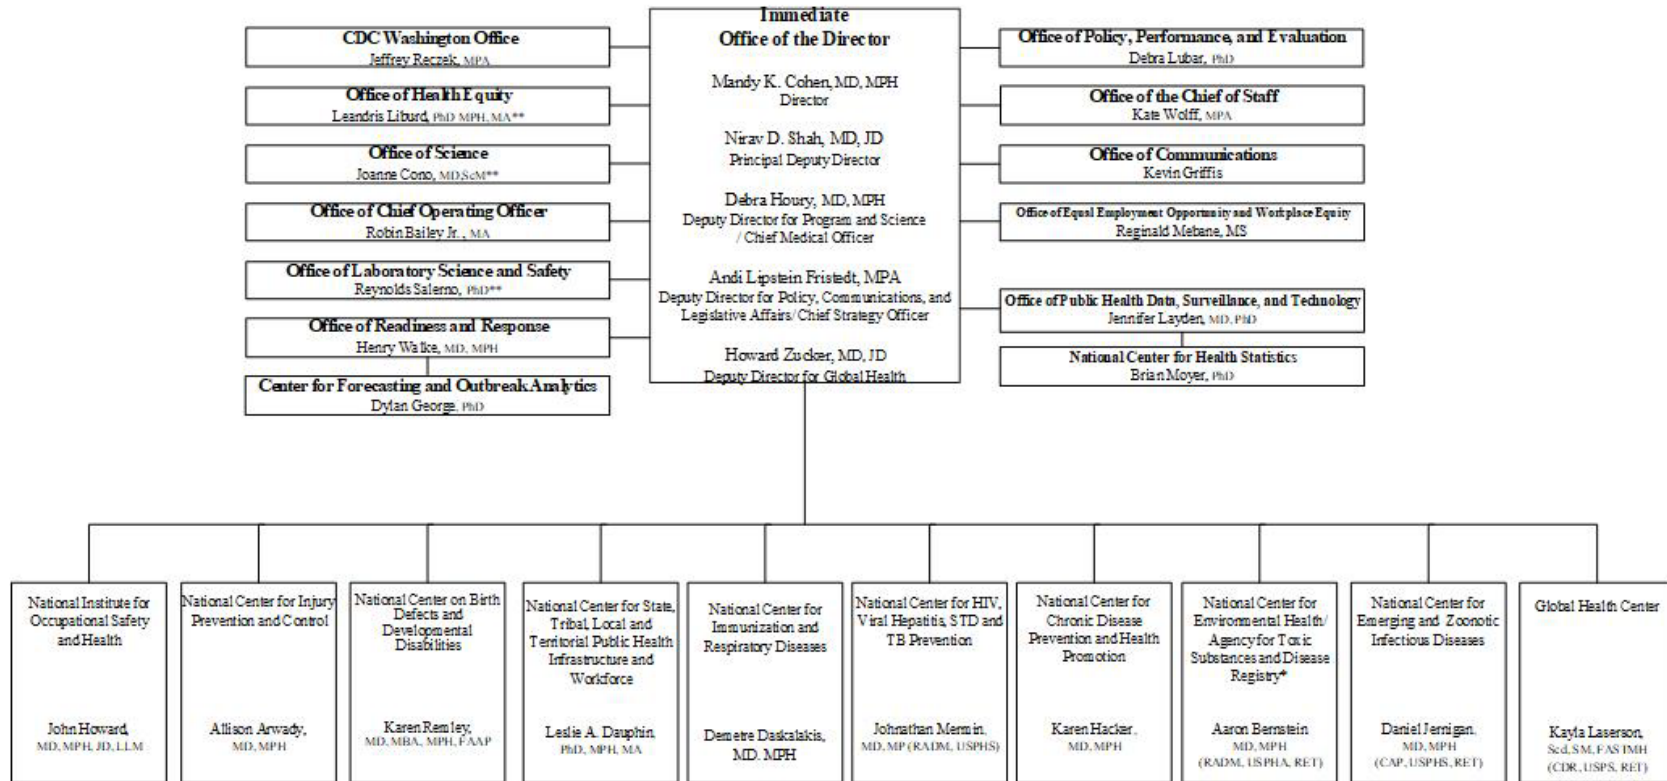 CDC Washington Office
Jeffrey Reczek, MPA
Office of Health Equity
Leandris Liburd, PhD MPH, MA**
Office of Science
Joanne Cono, MD,ScM**
Office of Chief Operating Officer
Robin Bailey Jr., MA
Office of Laboratory Science and Safety
Reynolds Salerno, PhD**
Office of Readiness and Response
Henry Walke, MD, MPH
Center for Forecasting and Outbreak Analytics
Dylan George, PhD
Immediate
Office of the Director
Mandy K. Cohen, MD, MPH
Director
Nirav D. Shah, MD, JD
Principal Deputy Director
Debra Houry, MD, MPH
Deputy Director for Program and Science
/ Chief Medical Officer
Andi Lipstein Fristedt, MPA
Deputy Director for Policy, Communications, and
Legislative Affairs/ Chief Strategy Officer
Howard Zucker, MD, JD
Deputy Director for Global Health
Office of Policy, Performance, and Evaluation
Debra Lubar, PhD
Office of the Chief of Staff
Kate Wolff, MPA
Office of Communications
Kevin Griffis
Office of Equal Employment Opportunity and Workplace Equity
Reginald Mebane, MS
Office of Public Health Data, Surveillance, and Technology
Jennifer Layden, MD, PhD
National Center for Health Statistics
Brian Moyer, PhD
National Institute for
Occupational Safety
and Health
John Howard,
MD, MPH, JD, LLM
National Center for Injury
Prevention and Control
Allison Arwady,
MD, MPH
National Center on Birth
Defects and
Developmental
Disabilities
Karen Remley,
MD, MBA, MPH, FAAP
National Center for State,
Tribal, Local and
Territorial Public Health
Infrastructure and
Workforce
Leslie A. Dauphin,
PhD, MPH, MA
National Center for
Immunization and
Respiratory Diseases
Demetre Daskalakis,
MD. MPH
National Center for HIV,
Viral Hepatitis, STD and
TB Prevention
Johnathan Mermin,
MD, MP (RADM, USPHS)
National Center for
Chronic Disease
Prevention and Health
Promotion
Karen Hacker,
MD, MPH
National Center for
Environmental Health/
Agency for Toxic
Substances and Disease
Registry*
Aaron Bernstein
MD, MPH
(RADM, USPHA, RET)
National Center for
Emerging and Zoonotic
Infectious Diseases
Daniel Jernigan,
MD, MPH
(CAP, USPHS, RET)
Global Health Center
Kayla Laserson,
Scd, SM, FASTMH
(CDR, USPS, RET)